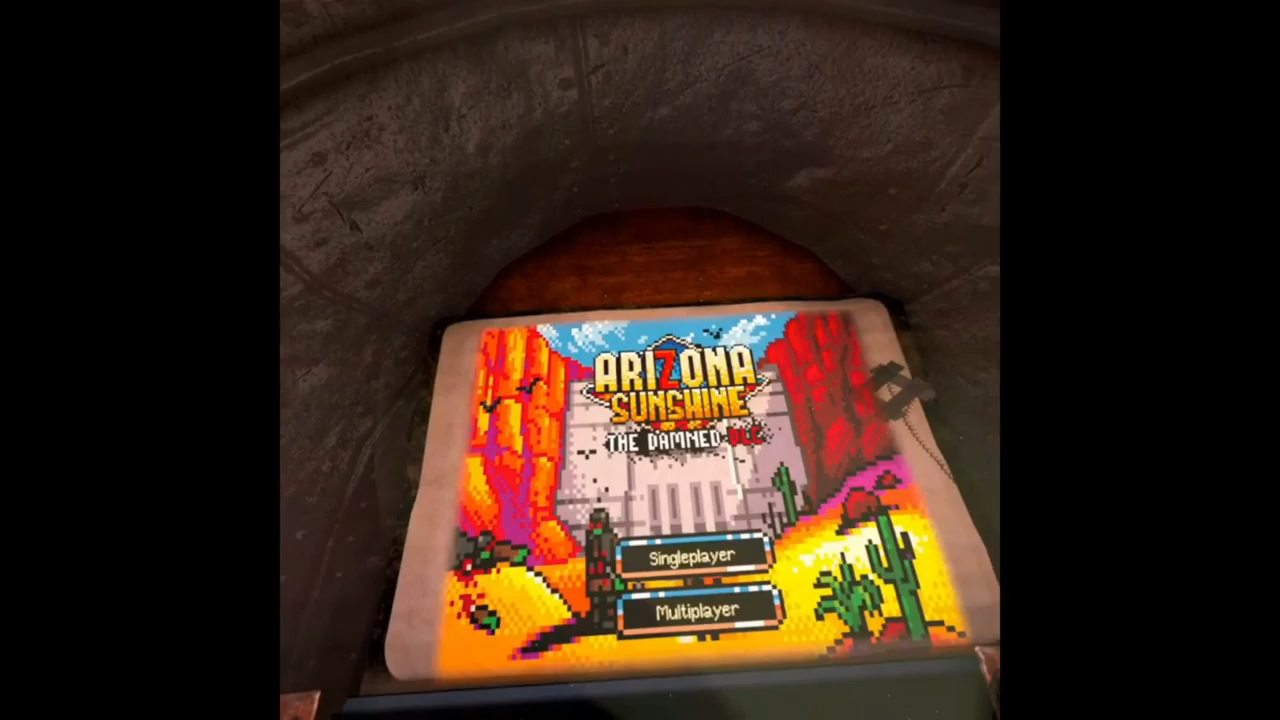 ARIZONA
SUNSHINE
THE DAMNED DLC
Singleplayer
Multiplayer